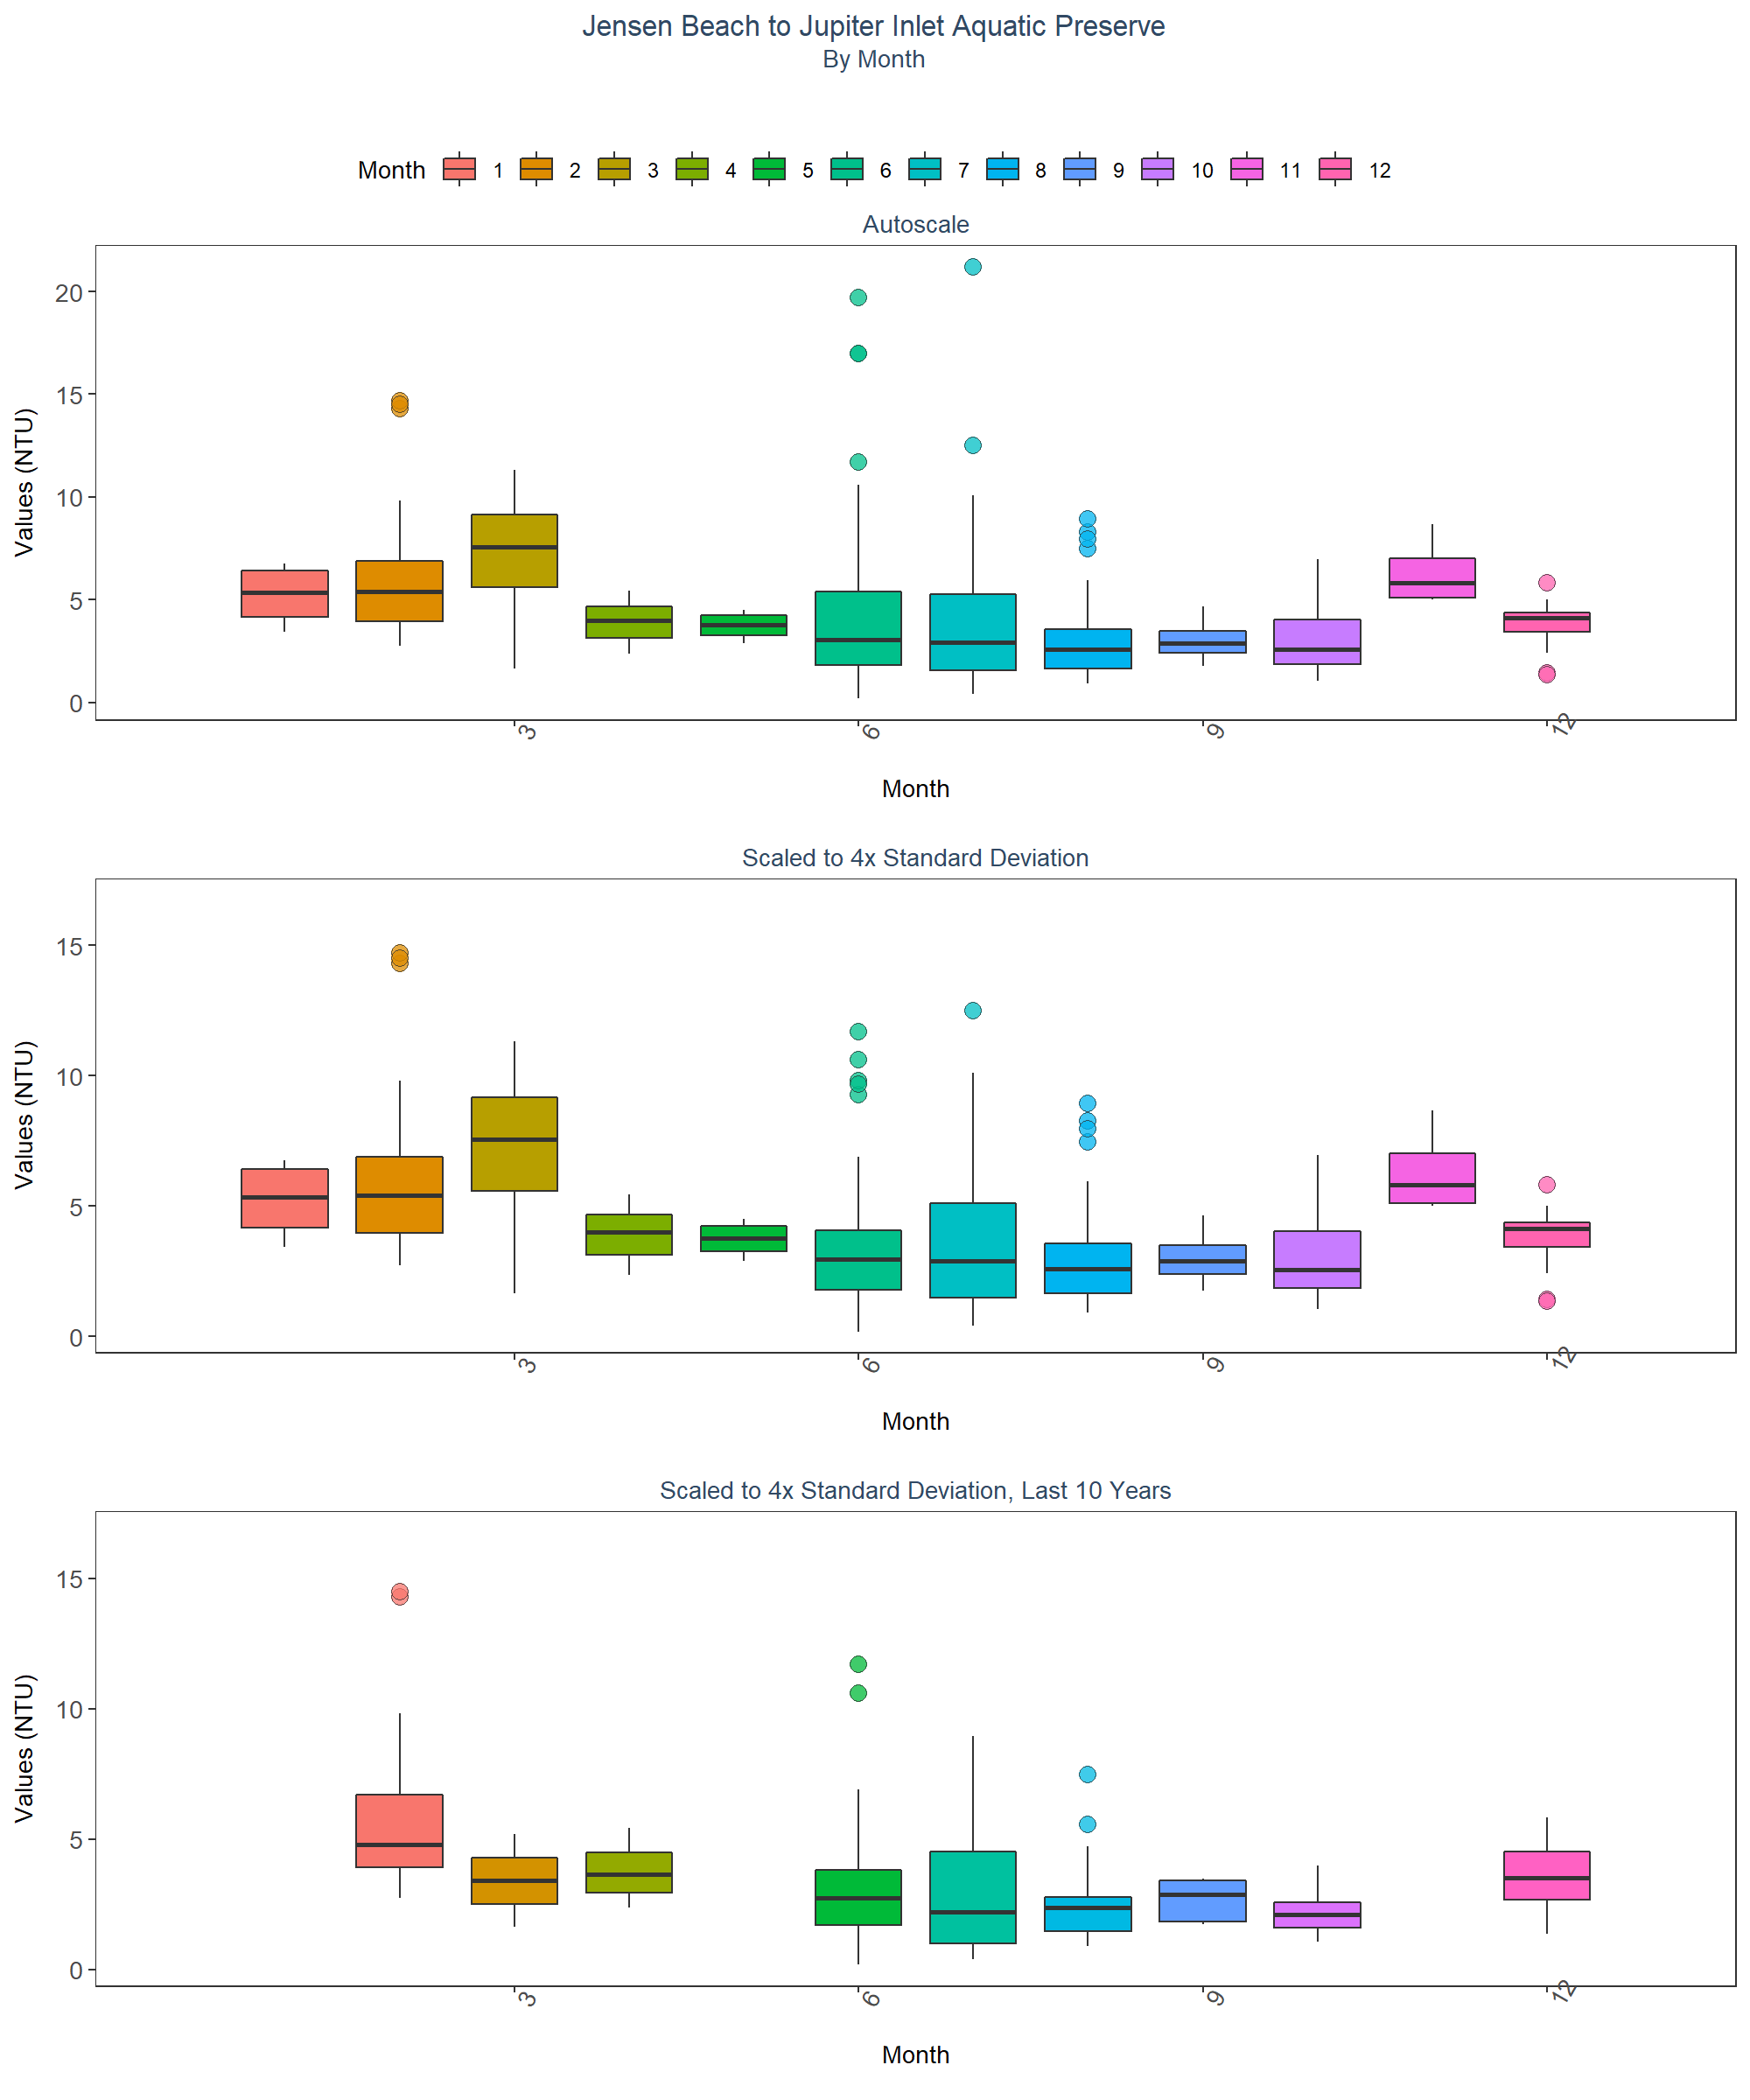 Jensen Beach to Jupiter Inlet Aquatic Preserve
By Month
Month 1 2 3 4 5 6 7 8 9 10 11 12
Autoscale
Values (NTU)
20
15
10
5
0
3 6 9 12
Month
Scaled to 4x Standard Deviation
Values (NTU)
15
10
5
0
3 6 9 12
Month
Scaled to 4x Standard Deviation, Last 10 Years
Values (NTU)
15
10
5
0
3 6 9 12
Month